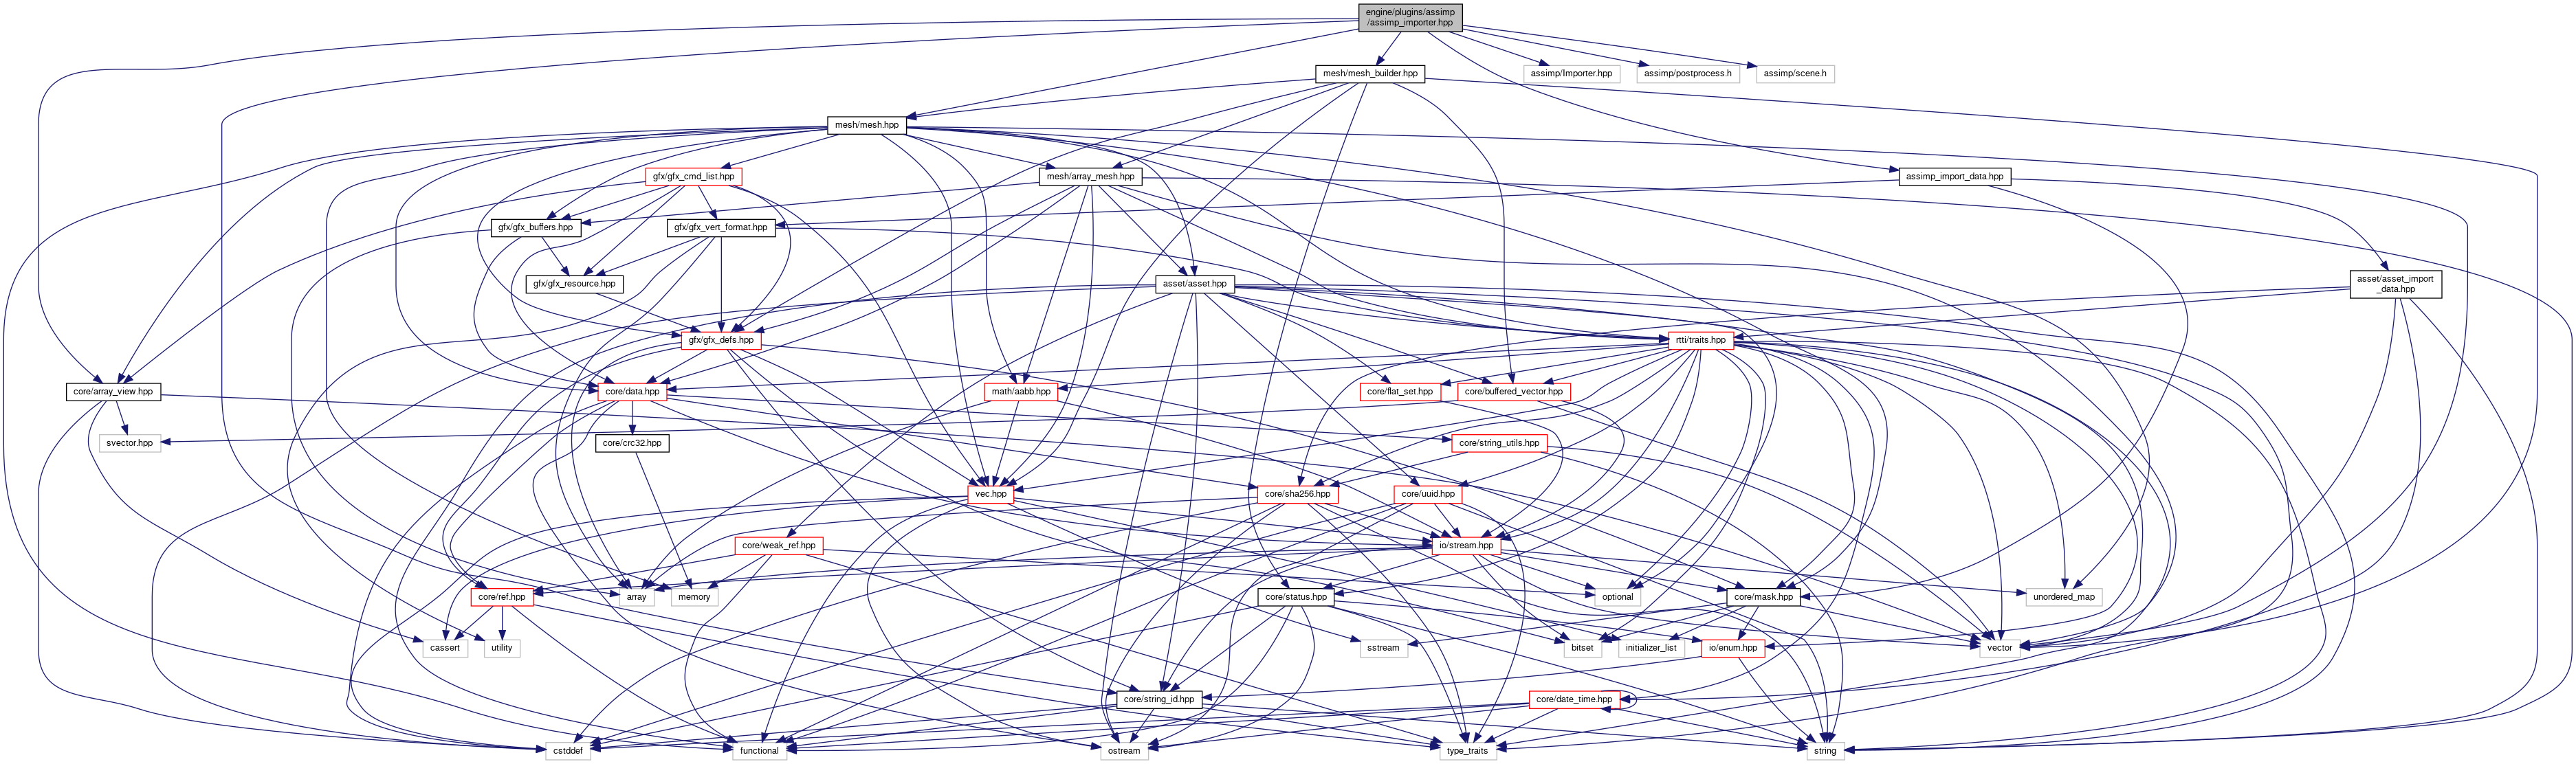 engine/plugins/assimp
/assimp_importer.hpp
mesh/mesh_builder.hpp
assimp/Importer.hpp
assimp/postprocess.h
assimp/scene.h
mesh/mesh.hpp
gfx/gfx_cmd_list.hpp
mesh/array_mesh.hpp
assimp_import_data.hpp
gfx/gfx_buffers.hpp
gfx/gfx_vert_format.hpp
gfx/gfx_resource.hpp
asset/asset.hpp
asset/asset_import
_data.hpp
gfx/gfx_defs.hpp
rtti/traits.hpp
core/array_view.hpp
core/data.hpp
math/aabb.hpp
core/flat_set.hpp
core/buffered_vector.hpp
svector.hpp
core/crc32.hpp
core/string_utils.hpp
vec.hpp
core/sha256.hpp
core/uuid.hpp
core/weak_ref.hpp
io/stream.hpp
core/ref.hpp
array
memory
core/status.hpp
optional
core/mask.hpp
unordered_map
cassert
utility
sstream
bitset
initializer_list
io/enum.hpp
vector
core/string_id.hpp
core/date_time.hpp
cstddef
functional
ostream
type_traits
string